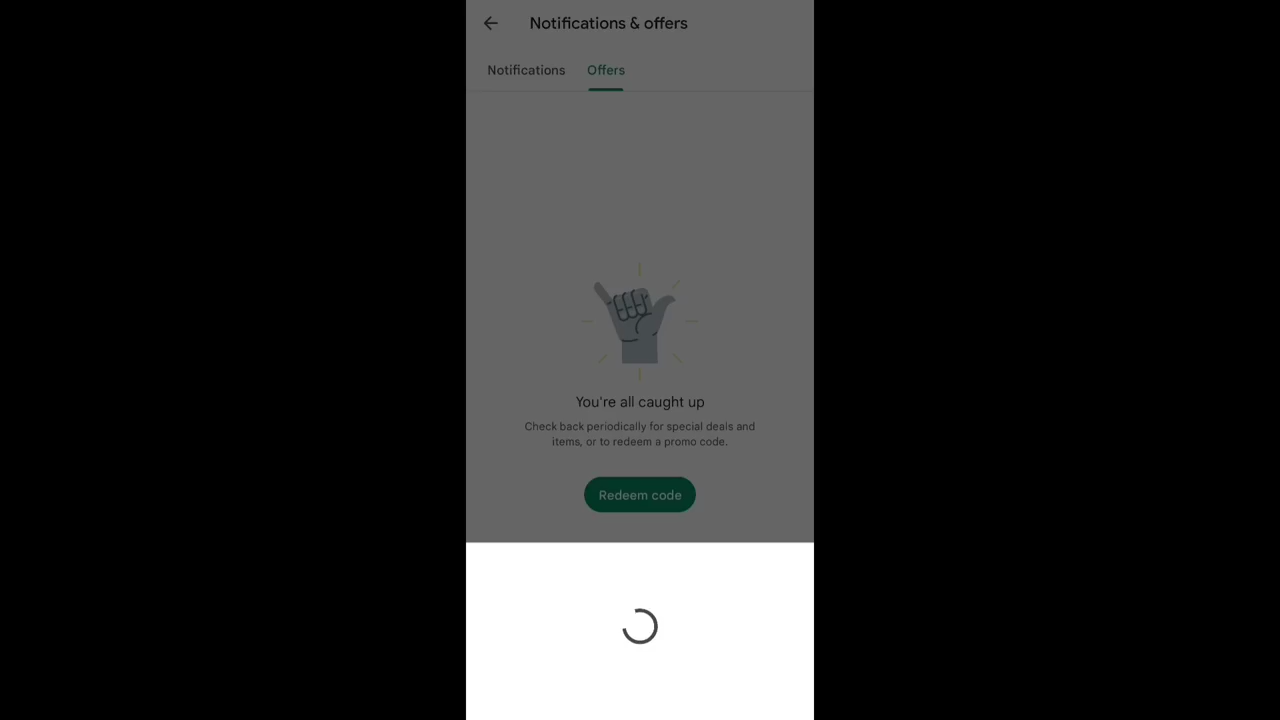 Notifications & offers
Notifications
Offers
You're all caught up
Check back periodically for special deals and
items, or to redeem a promo code.
Redeem code